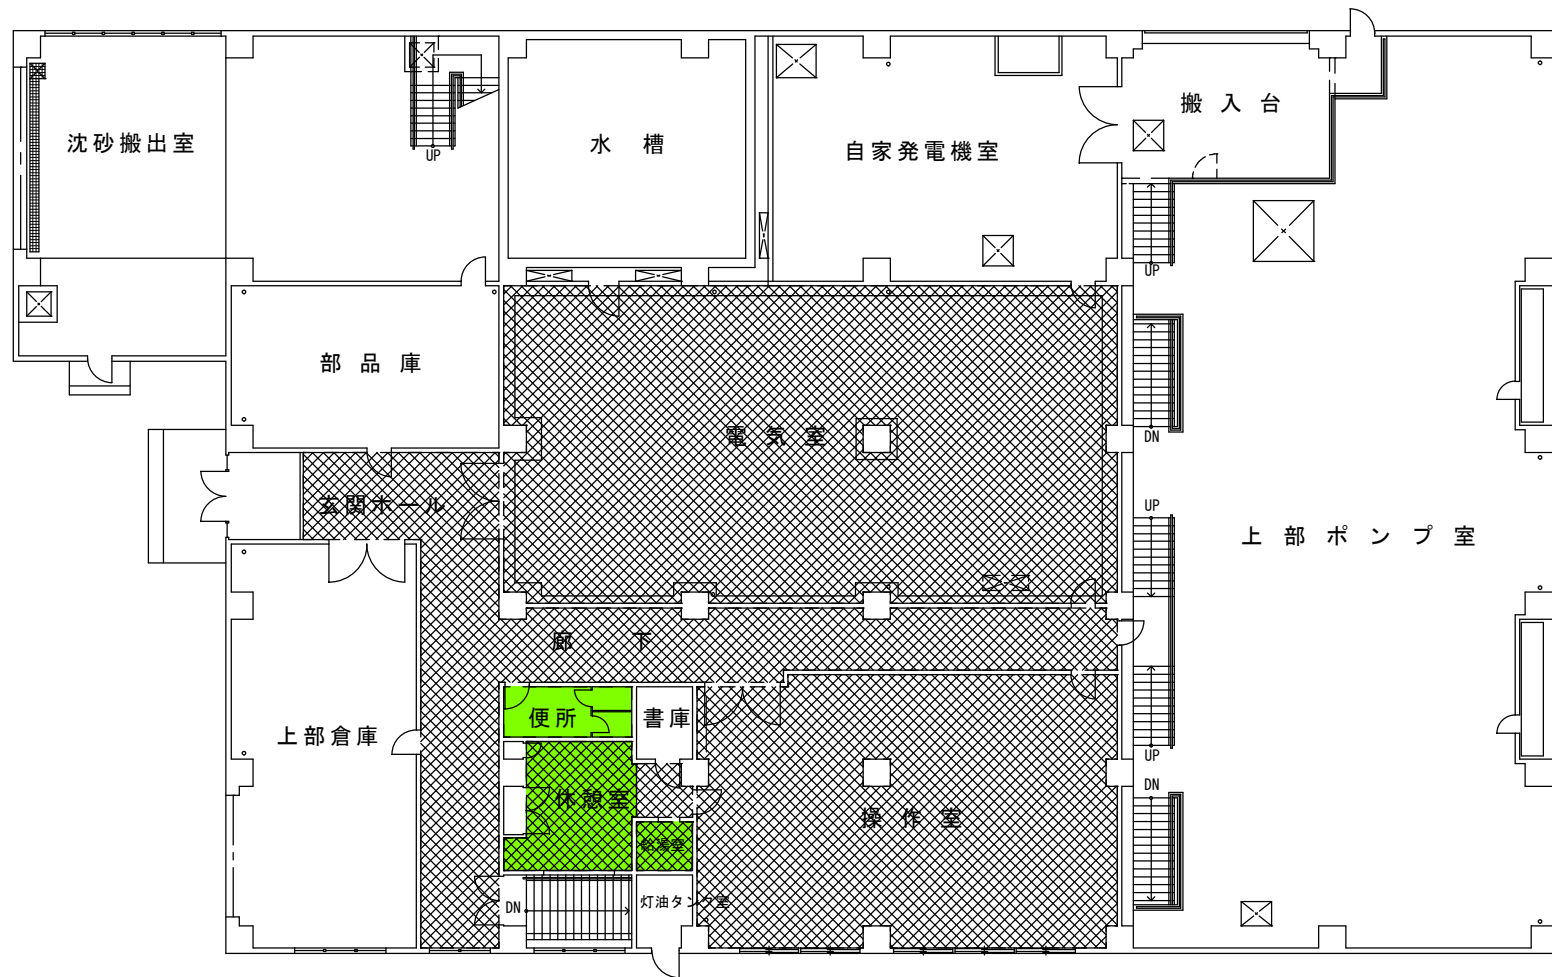 搬入台
沈砂搬出室
水槽
自家発電機室
UP
UP
部品庫
電気室
DN
玄関ホール
UP
上部ポンプ室
廊下
便所
書庫
上部倉庫
UP
DN
休憩室
操作室
給湯室
灯油タンク室
DN